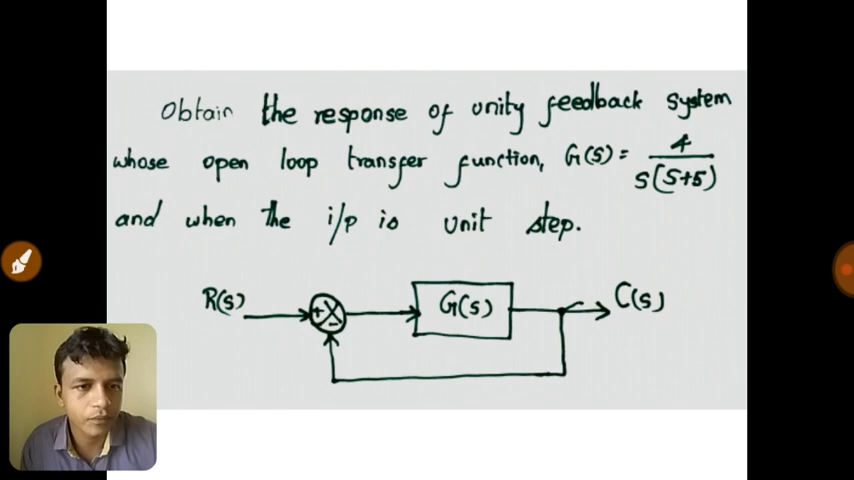 Obtain the response of unity feedback system
whose open loop transfer function, G(s) = 4 / s(s+5)
and when the i/p is unit step.
R(s) + - G(s) C(s)